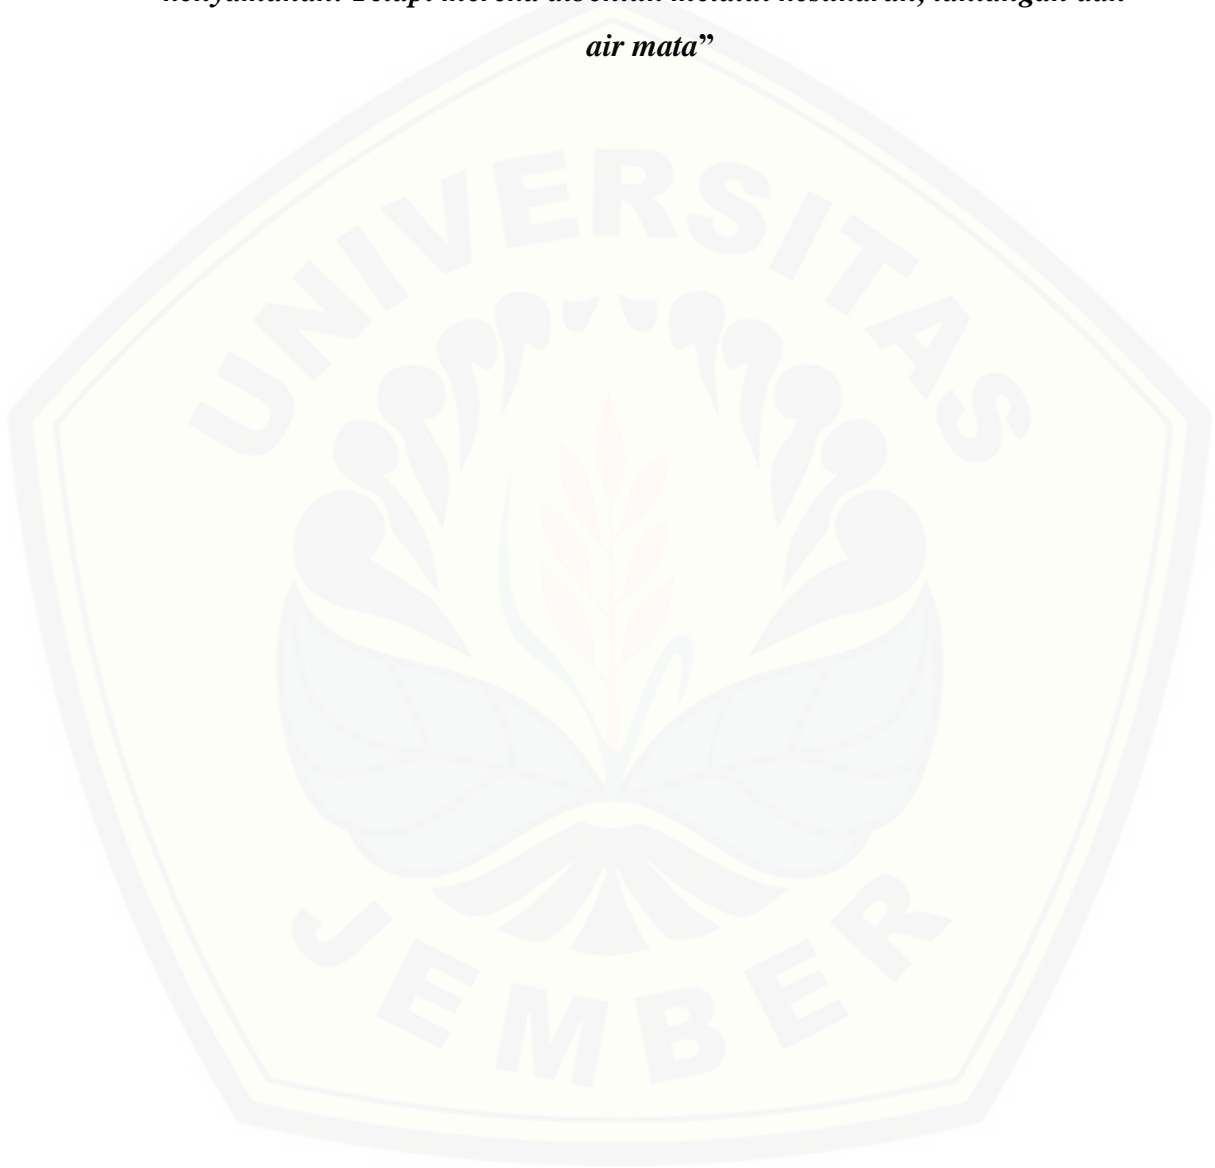 kenyamanan. Tetapi mereka dibentuk melalui kesukaran, tantangan dan
air mata”
UNIVERSITAS
JEMBER